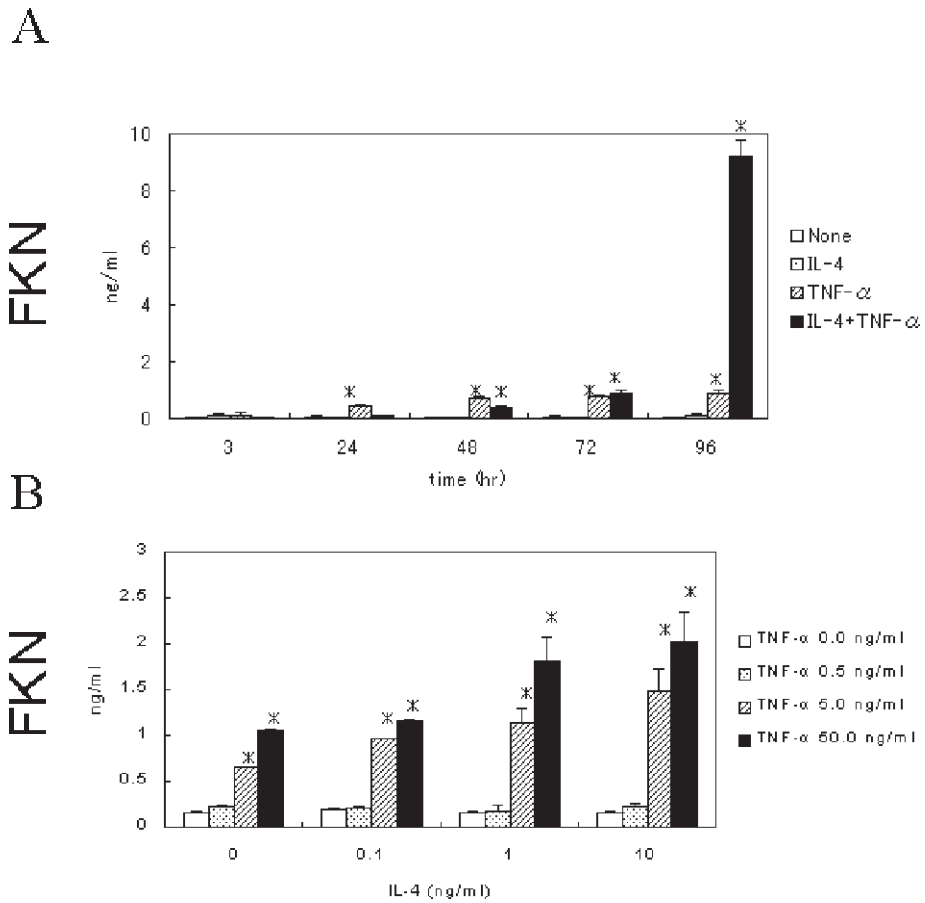 A
FKN
ng/ml
10
8
6
4
2
0
* * * * * * *
3 24 48 72 96
time (hr)
None
IL-4
TNF-α
IL-4+TNF-α
B
FKN
ng/ml
3
2.5
2
1.5
1
0.5
0
* * * * * * * *
0 0.1 1 10
IL-4 (ng/ml)
TNF-α 0.0 ng/ml
TNF-α 0.5 ng/ml
TNF-α 5.0 ng/ml
TNF-α 50.0 ng/ml